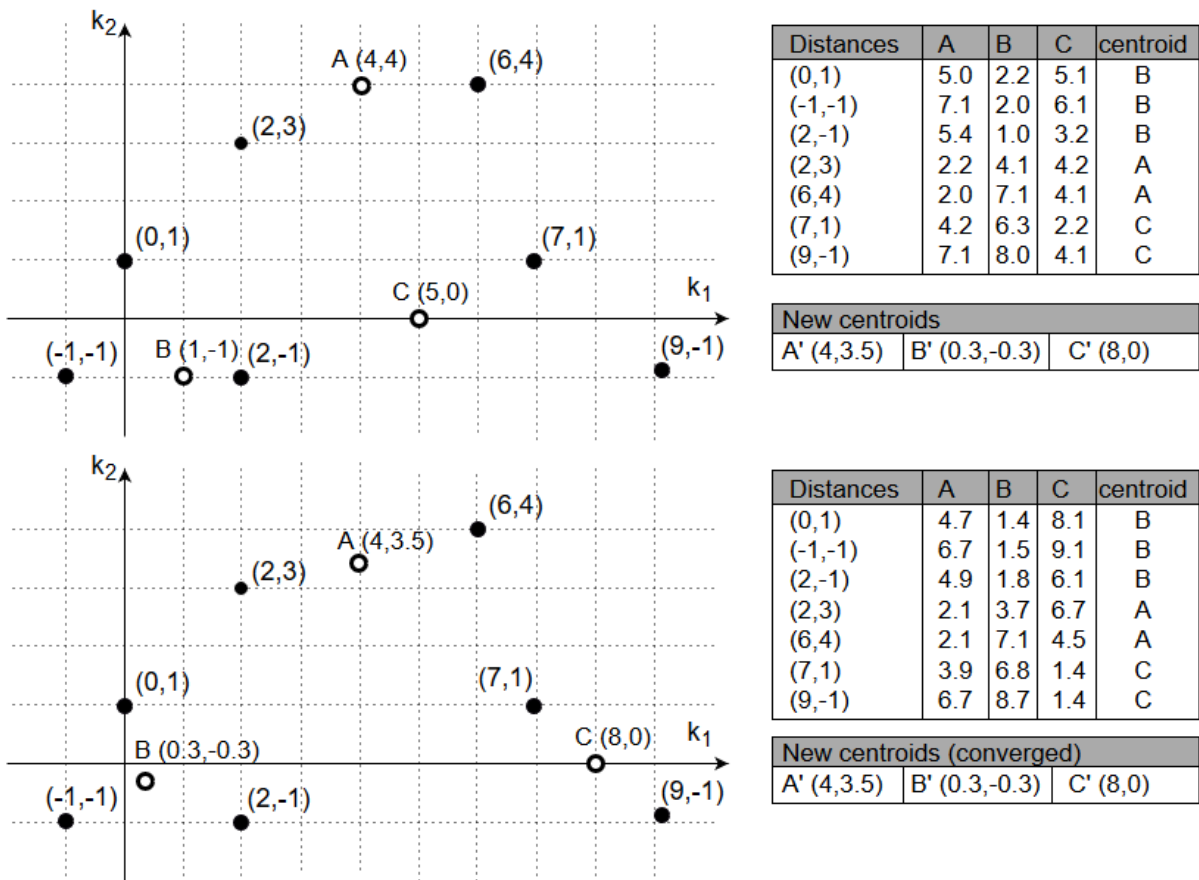 k2
A (4,4)
(6,4)
(2,3)
(0,1)
(7,1)
C (5,0)
k1
(-1,-1)
B (1,-1)
(2,-1)
(9,-1)
Distances A B C centroid
(0,1) 5.0 2.2 5.1 B
(-1,-1) 7.1 2.0 6.1 B
(2,-1) 5.4 1.0 3.2 B
(2,3) 2.2 4.1 4.2 A
(6,4) 2.0 7.1 4.1 A
(7,1) 4.2 6.3 2.2 C
(9,-1) 7.1 8.0 4.1 C
New centroids
A' (4,3.5) B' (0.3,-0.3) C' (8,0)
k2
(6,4)
A (4,3.5)
(2,3)
(0,1)
(7,1)
B (0.3,-0.3)
C (8,0)
k1
(-1,-1)
(2,-1)
(9,-1)
Distances A B C centroid
(0,1) 4.7 1.4 8.1 B
(-1,-1) 6.7 1.5 9.1 B
(2,-1) 4.9 1.8 6.1 B
(2,3) 2.1 3.7 6.7 A
(6,4) 2.1 7.1 4.5 A
(7,1) 3.9 6.8 1.4 C
(9,-1) 6.7 8.7 1.4 C
New centroids (converged)
A' (4,3.5) B' (0.3,-0.3) C' (8,0)